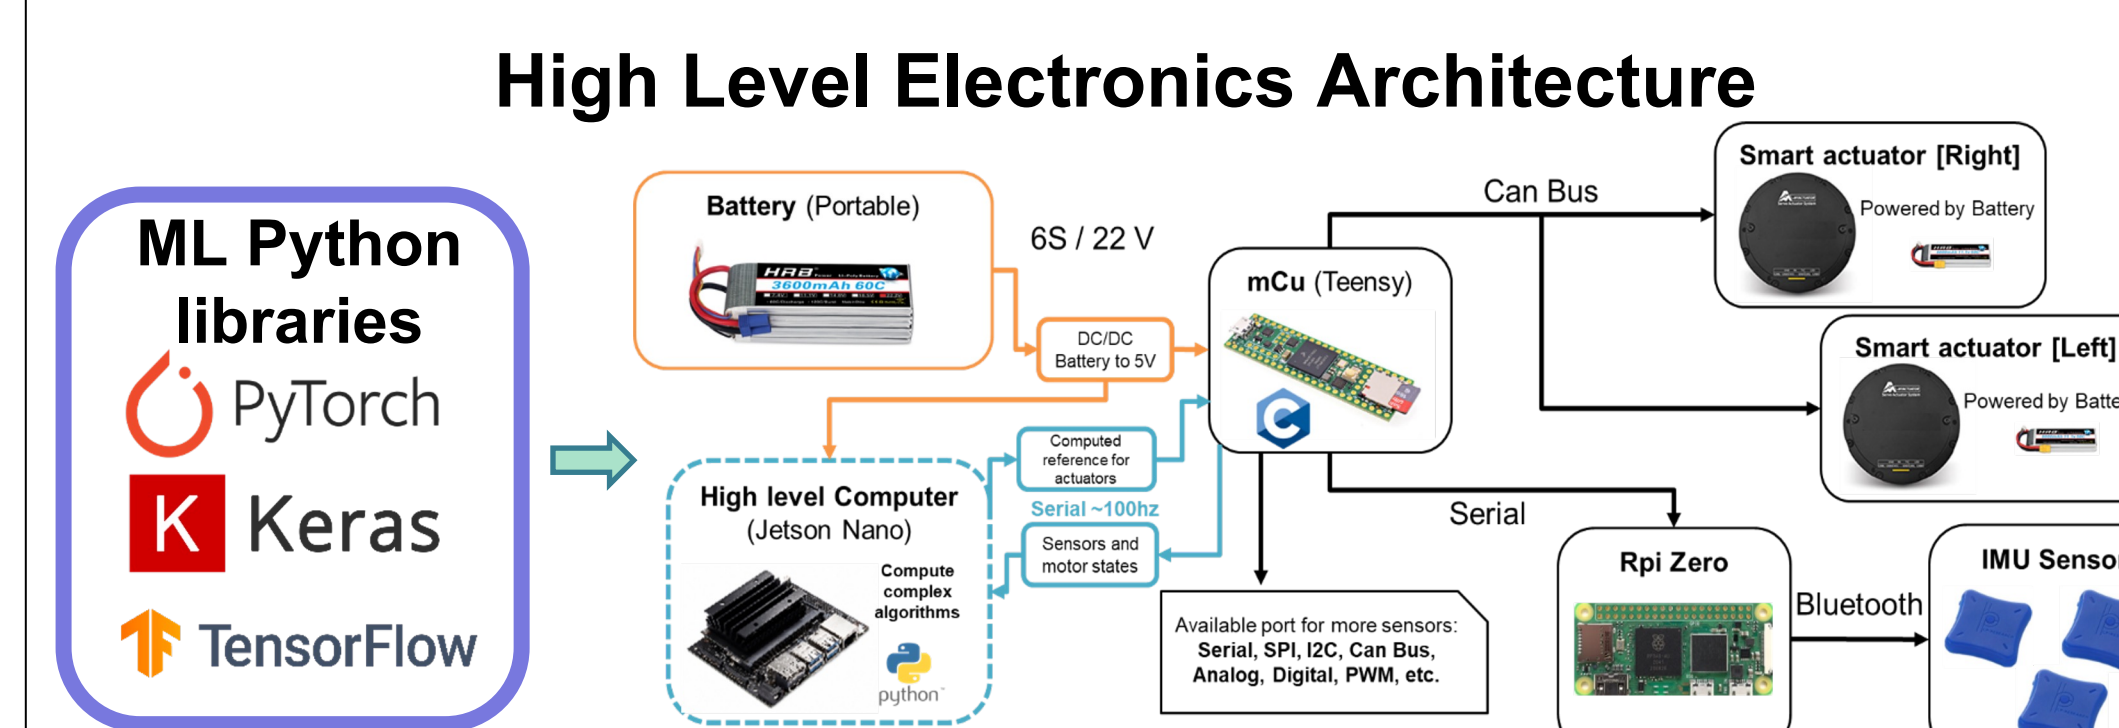 High Level Electronics Architecture
ML Python
libraries
PyTorch
K Keras
TensorFlow
Battery (Portable)
HRB
3600mAh 60C
6S / 22 V
DC/DC
Battery to 5V
mCu (Teensy)
C
Can Bus
Smart actuator [Right]
Powered by Battery
Smart actuator [Left]
Powered by Batte
High level Computer
(Jetson Nano)
Compute
complex
algorithms
python
Computed
reference for
actuators
Serial ~100hz
Sensors and
motor states
Serial
Available port for more sensors:
Serial, SPI, I2C, Can Bus,
Analog, Digital, PWM, etc.
Rpi Zero
Bluetooth
IMU Senso